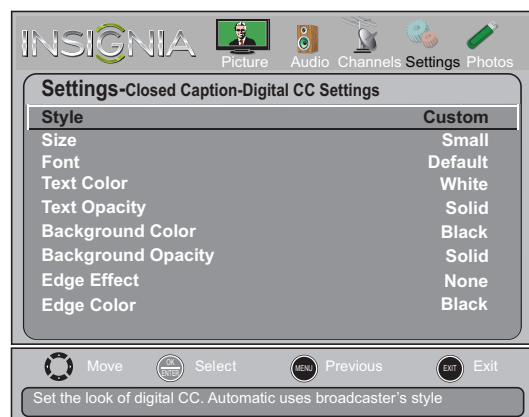 INSIGNIA
Picture Audio Channels Settings Photos
Settings-Closed Caption-Digital CC Settings
Style Custom
Size Small
Font Default
Text Color White
Text Opacity Solid
Background Color Black
Background Opacity Solid
Edge Effect None
Edge Color Black
Move OK ENTER Select MENU Previous EXIT Exit
Set the look of digital CC. Automatic uses broadcaster's style